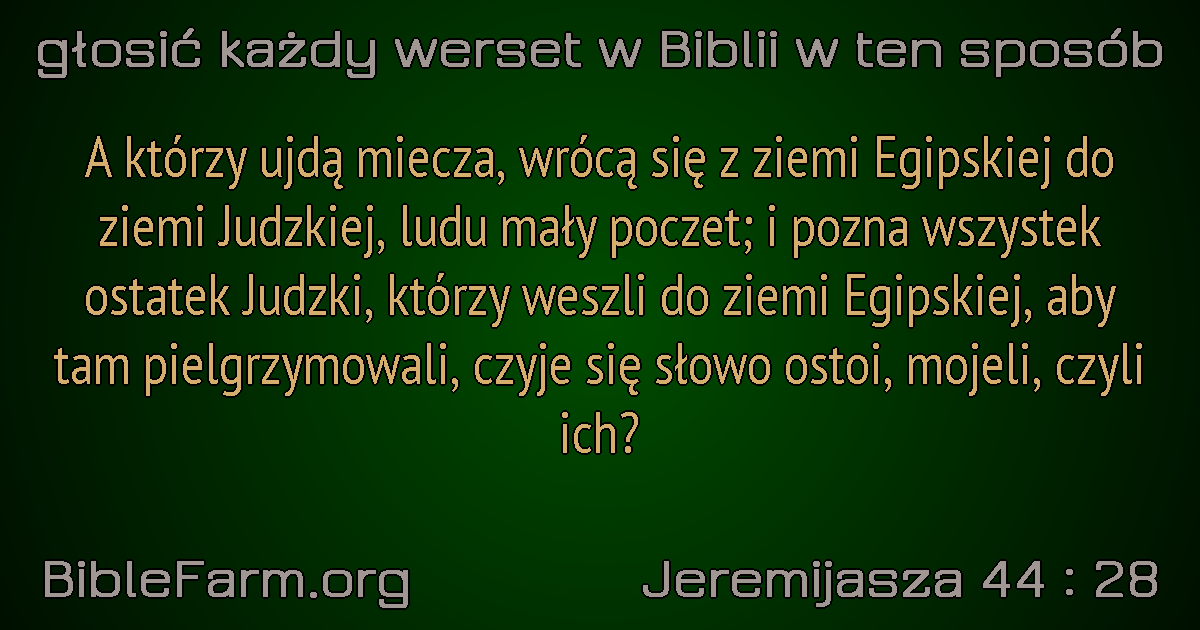 głosić każdy werset w Biblii w ten sposób
A którzy ujdą miecza, wrócą się z ziemi Egipskiej do
ziemi Judzkiej, ludu mały poczet; i pozna wszystek
ostatek Judzki, którzy weszli do ziemi Egipskiej, aby
tam pielgrzymowali, czyje się słowo ostoi, mojeli, czyli
ich?
BibleFarm.org
Jeremijasza 44 : 28